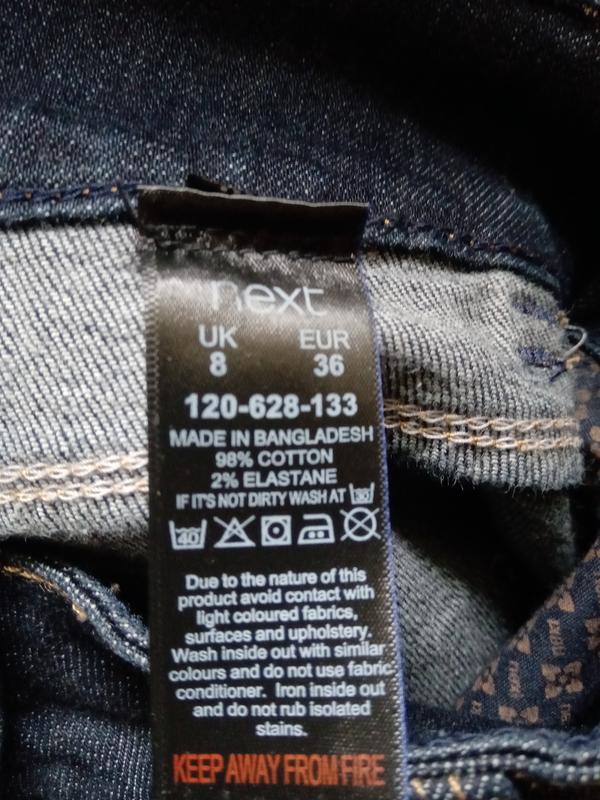 next
UK EUR
8 36
120-628-133
MADE IN BANGLADESH
98% COTTON
2% ELASTANE
IF IT'S NOT DIRTY WASH AT 30
40
Due to the nature of this
product avoid contact with
light coloured fabrics,
surfaces and upholstery.
Wash inside out with similar
colours and do not use fabric
conditioner. Iron inside out
and do not rub isolated
stains.
KEEP AWAY FROM FIRE
next